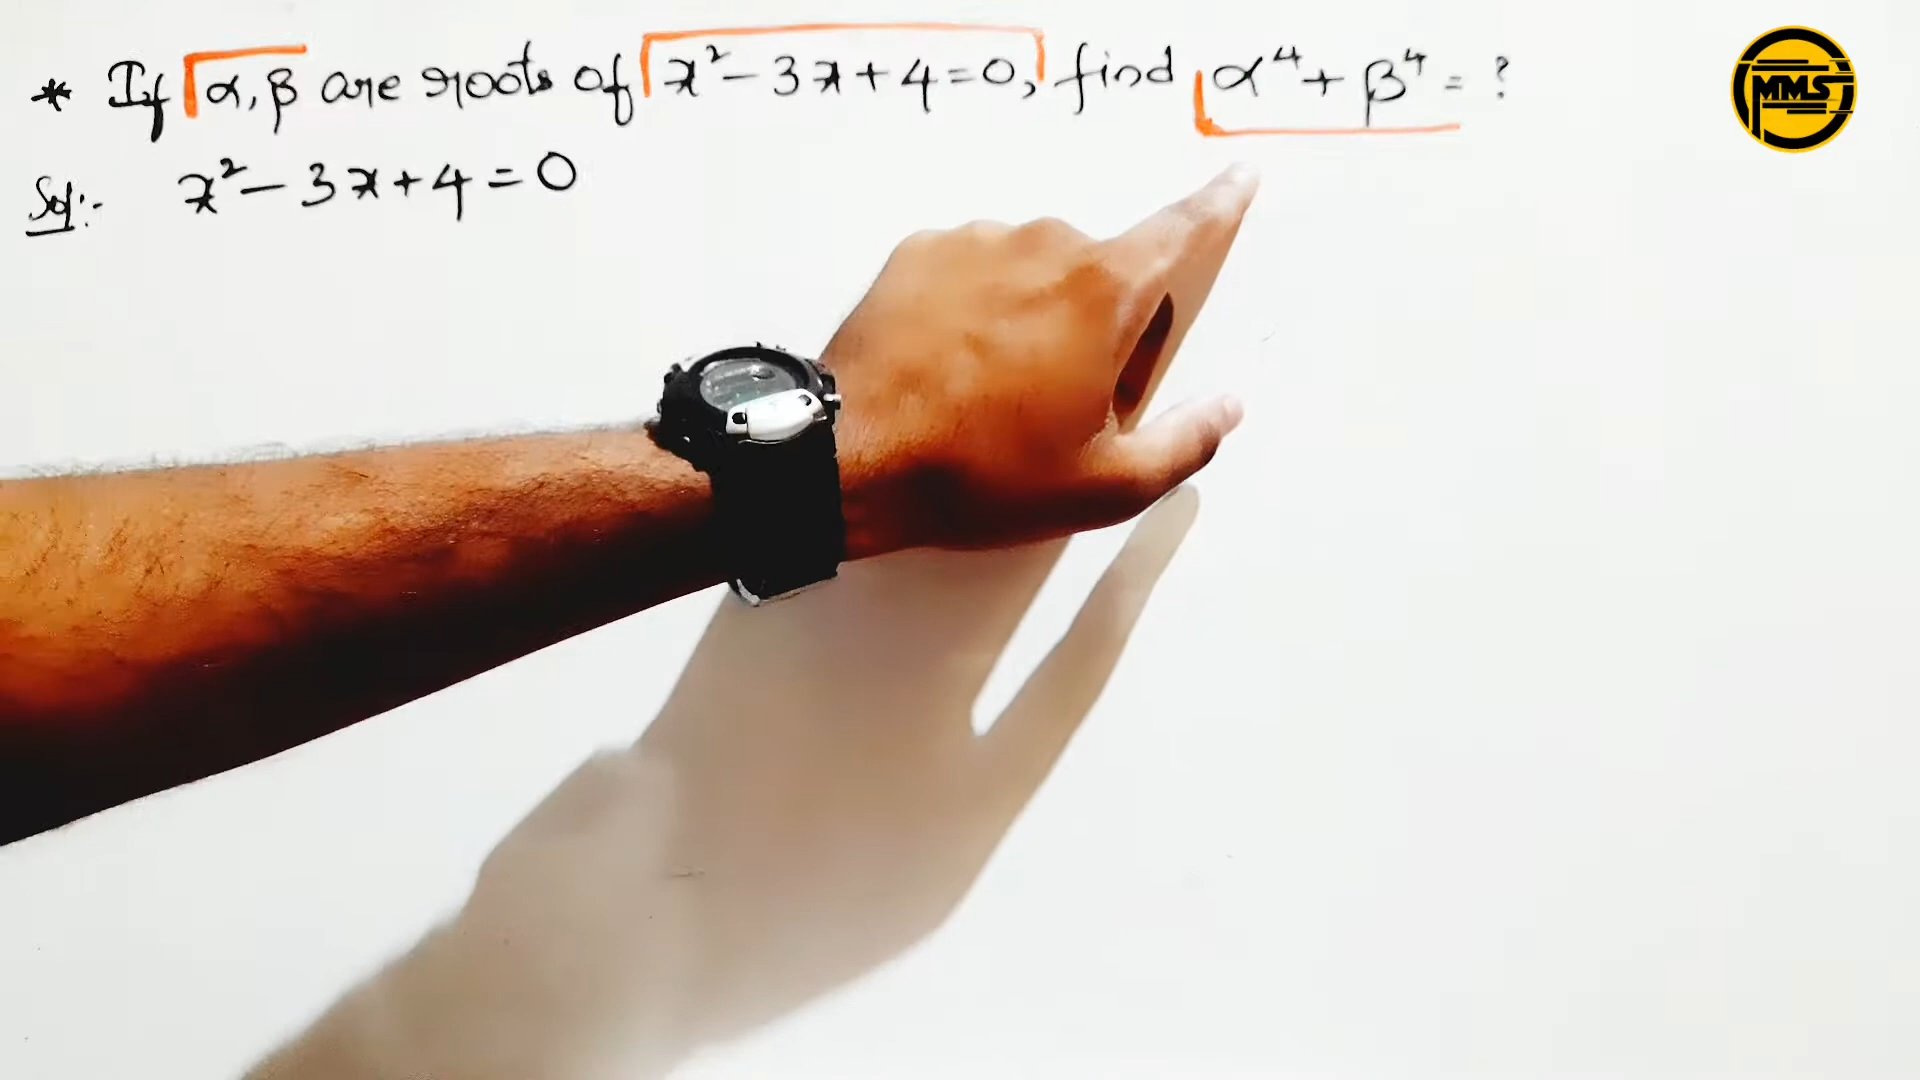 * If α, β are roots of x² - 3x + 4 = 0, find α⁴ + β⁴ = ?
Sol:- x² - 3x + 4 = 0
MMS